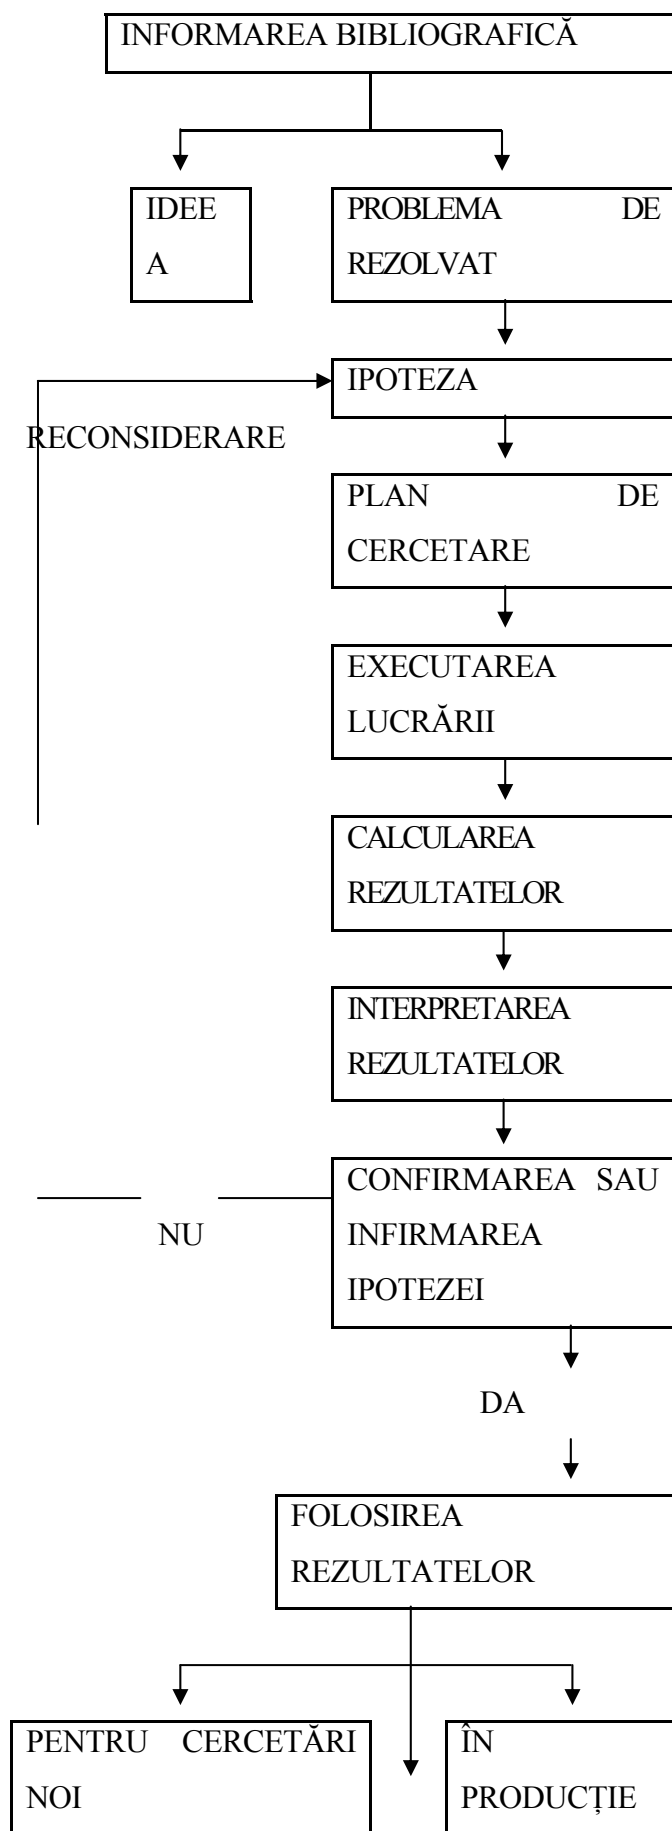 INFORMAREA BIBLIOGRAFICĂ
IDEE
A
PROBLEMA DE
REZOLVAT
IPOTEZA
RECONSIDERARE
PLAN DE
CERCETARE
EXECUTAREA
LUCRĂRII
CALCULAREA
REZULTATELOR
INTERPRETAREA
REZULTATELOR
CONFIRMAREA SAU
INFIRMAREA
IPOTEZEI
NU
DA
FOLOSIREA
REZULTATELOR
PENTRU CERCETĂRI
NOI
ÎN
PRODUCȚIE